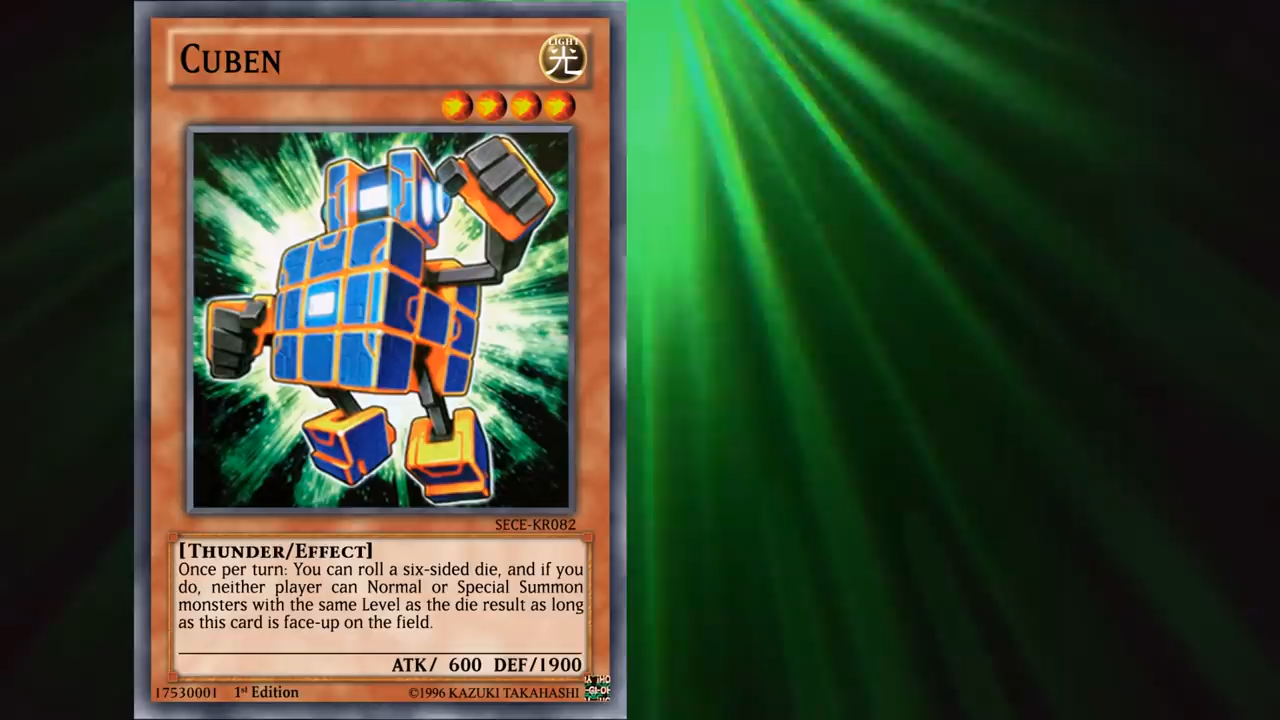 CUBEN
LIGHT
光
SECE-KR082
[THUNDER/EFFECT]
Once per turn: You can roll a six-sided die, and if you
do, neither player can Normal or Special Summon
monsters with the same Level as the die result as long
as this card is face-up on the field.
ATK/ 600 DEF/1900
17530001 1st Edition ©1996 KAZUKI TAKAHASHI